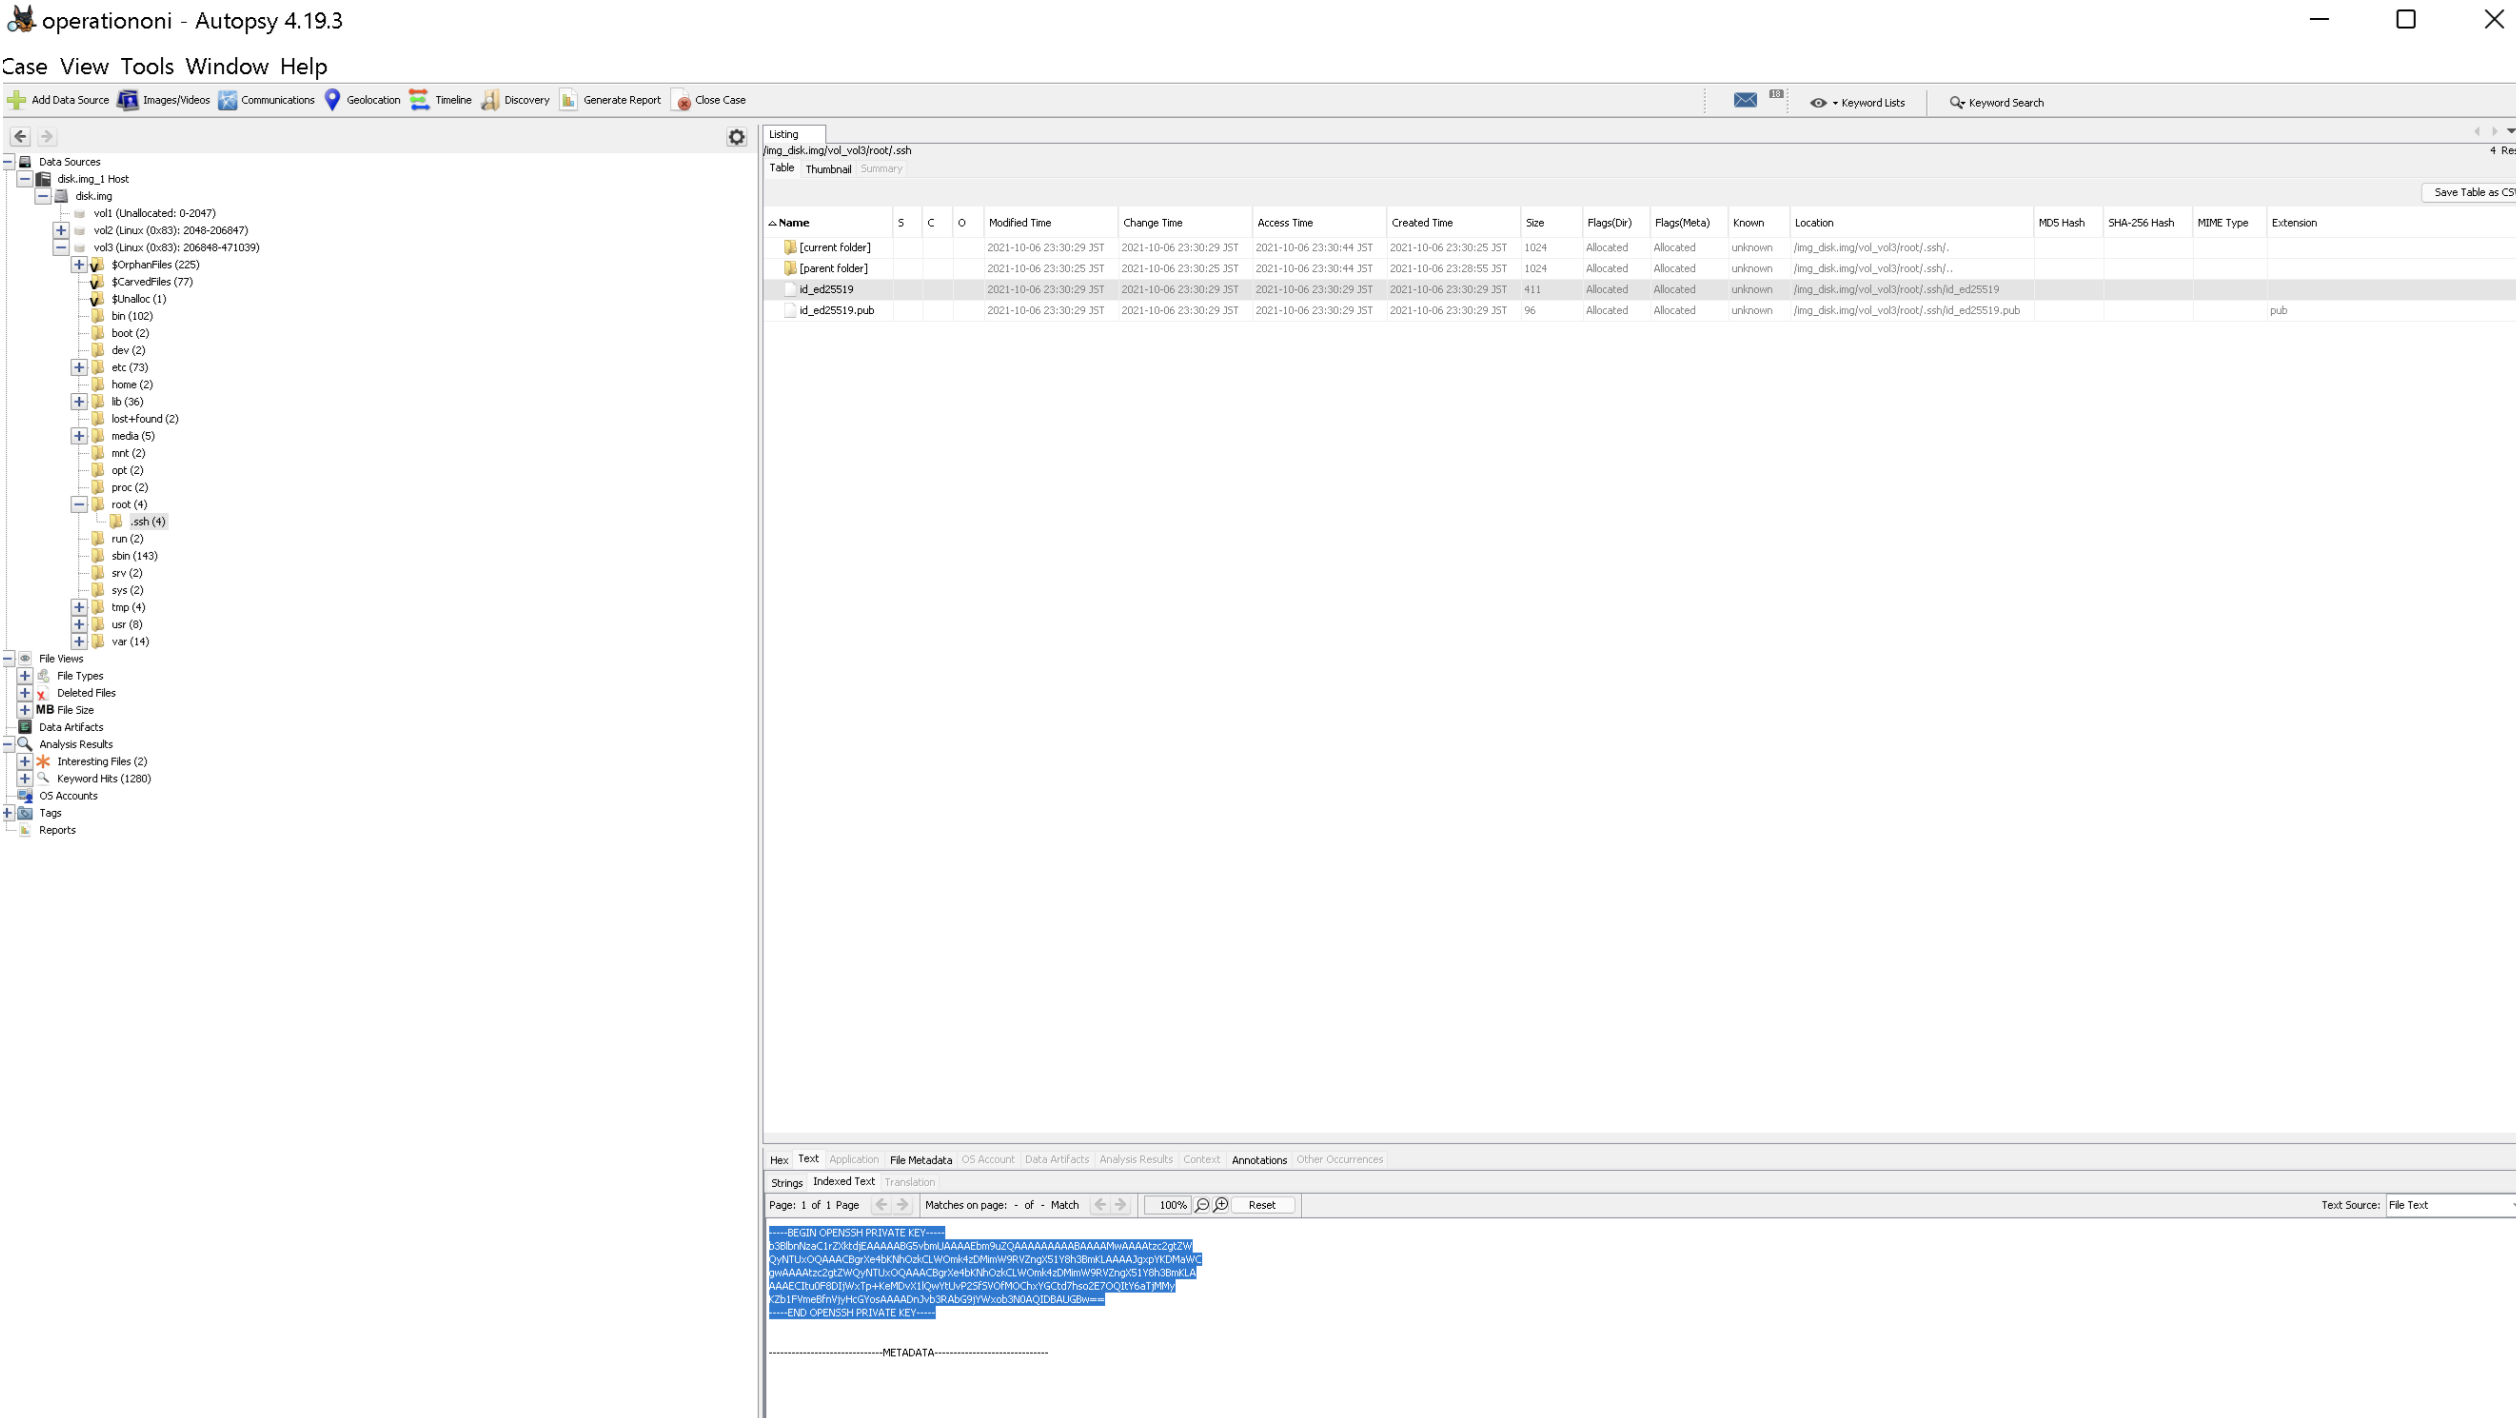 operationoni - Autopsy 4.19.3
Case View Tools Window Help
Add Data Source Images/Videos Communications Geolocation Timeline Discovery Generate Report Close Case
18 Keyword Lists Keyword Search
Data Sources
disk.img_1 Host
disk.img
vol1 (Unallocated: 0-2047)
vol2 (Linux (0x83): 2048-206847)
vol3 (Linux (0x83): 206848-471039)
$OrphanFiles (225)
$CarvedFiles (77)
$Unalloc (1)
bin (102)
boot (2)
dev (2)
etc (73)
home (2)
lib (36)
lost+found (2)
media (5)
mnt (2)
opt (2)
proc (2)
root (4)
.ssh (4)
run (2)
sbin (143)
srv (2)
sys (2)
tmp (4)
usr (8)
var (14)
File Views
File Types
Deleted Files
MB File Size
Data Artifacts
Analysis Results
Interesting Files (2)
Keyword Hits (1280)
OS Accounts
Tags
Reports
Listing
/img_disk.img/vol_vol3/root/.ssh
4 Res
Table Thumbnail Summary
Save Table as CSV
Name S C O Modified Time Change Time Access Time Created Time Size Flags(Dir) Flags(Meta) Known Location MD5 Hash SHA-256 Hash MIME Type Extension
[current folder] 2021-10-06 23:30:29 JST 2021-10-06 23:30:29 JST 2021-10-06 23:30:44 JST 2021-10-06 23:30:25 JST 1024 Allocated Allocated unknown /img_disk.img/vol_vol3/root/.ssh/.
[parent folder] 2021-10-06 23:30:25 JST 2021-10-06 23:30:25 JST 2021-10-06 23:30:44 JST 2021-10-06 23:28:55 JST 1024 Allocated Allocated unknown /img_disk.img/vol_vol3/root/.ssh/..
id_ed25519 2021-10-06 23:30:29 JST 2021-10-06 23:30:29 JST 2021-10-06 23:30:29 JST 2021-10-06 23:30:29 JST 411 Allocated Allocated unknown /img_disk.img/vol_vol3/root/.ssh/id_ed25519
id_ed25519.pub 2021-10-06 23:30:29 JST 2021-10-06 23:30:29 JST 2021-10-06 23:30:29 JST 2021-10-06 23:30:29 JST 96 Allocated Allocated unknown /img_disk.img/vol_vol3/root/.ssh/id_ed25519.pub pub
Hex Text Application File Metadata OS Account Data Artifacts Analysis Results Context Annotations Other Occurrences
Strings Indexed Text Translation
Page: 1 of 1 Page Matches on page: - of - Match 100% Reset Text Source: File Text
-----BEGIN OPENSSH PRIVATE KEY-----
-----END OPENSSH PRIVATE KEY-----
------------------------------METADATA------------------------------